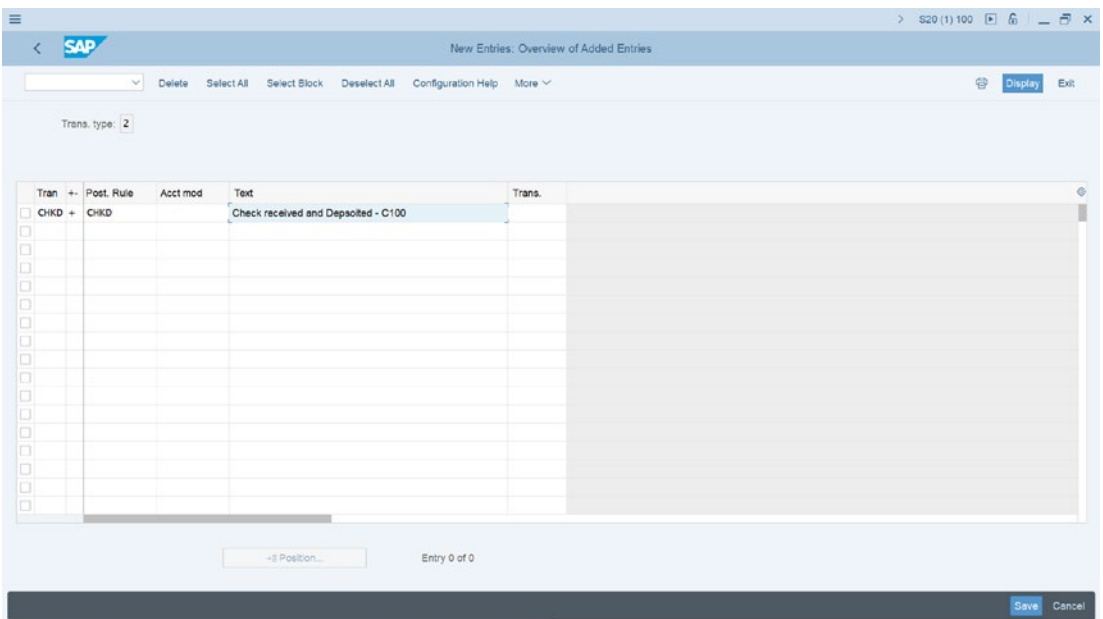 S20 (1) 100
SAP
New Entries: Overview of Added Entries
Delete Select All Select Block Deselect All Configuration Help More Display Exit
Trans. type: 2
Tran +- Post. Rule Acct mod Text Trans.
CHKD + CHKD Check received and Depsoited - C100
Position... Entry 0 of 0
Save Cancel